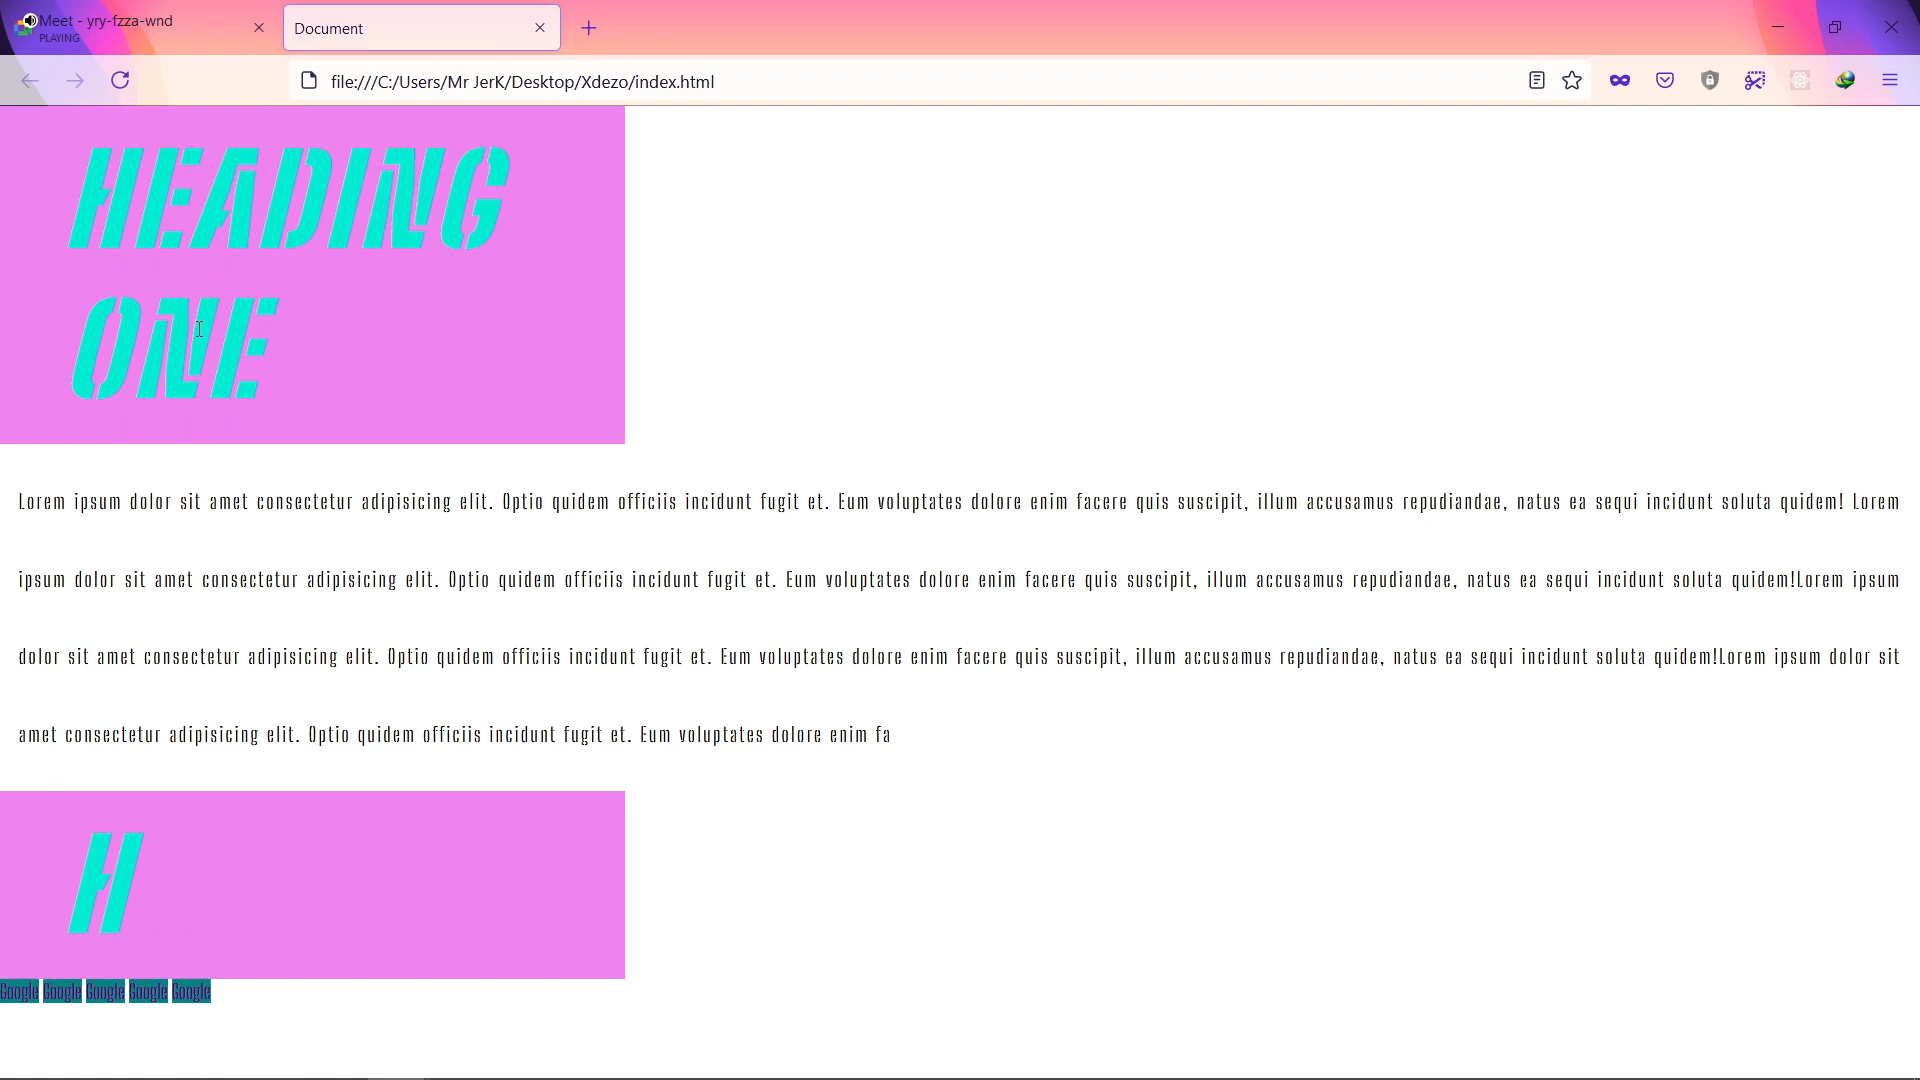 Meet - yry-fzza-wnd
PLAYING
Document
file:///C:/Users/Mr JerK/Desktop/Xdezo/index.html
HEADING
ONE
Lorem ipsum dolor sit amet consectetur adipisicing elit. Optio quidem officiis incidunt fugit et. Eum voluptates dolore enim facere quis suscipit, illum accusamus repudiandae, natus ea sequi incidunt soluta quidem! Lorem
ipsum dolor sit amet consectetur adipisicing elit. Optio quidem officiis incidunt fugit et. Eum voluptates dolore enim facere quis suscipit, illum accusamus repudiandae, natus ea sequi incidunt soluta quidem!Lorem ipsum
dolor sit amet consectetur adipisicing elit. Optio quidem officiis incidunt fugit et. Eum voluptates dolore enim facere quis suscipit, illum accusamus repudiandae, natus ea sequi incidunt soluta quidem!Lorem ipsum dolor sit
amet consectetur adipisicing elit. Optio quidem officiis incidunt fugit et. Eum voluptates dolore enim fa
H
Google Google Google Google Google